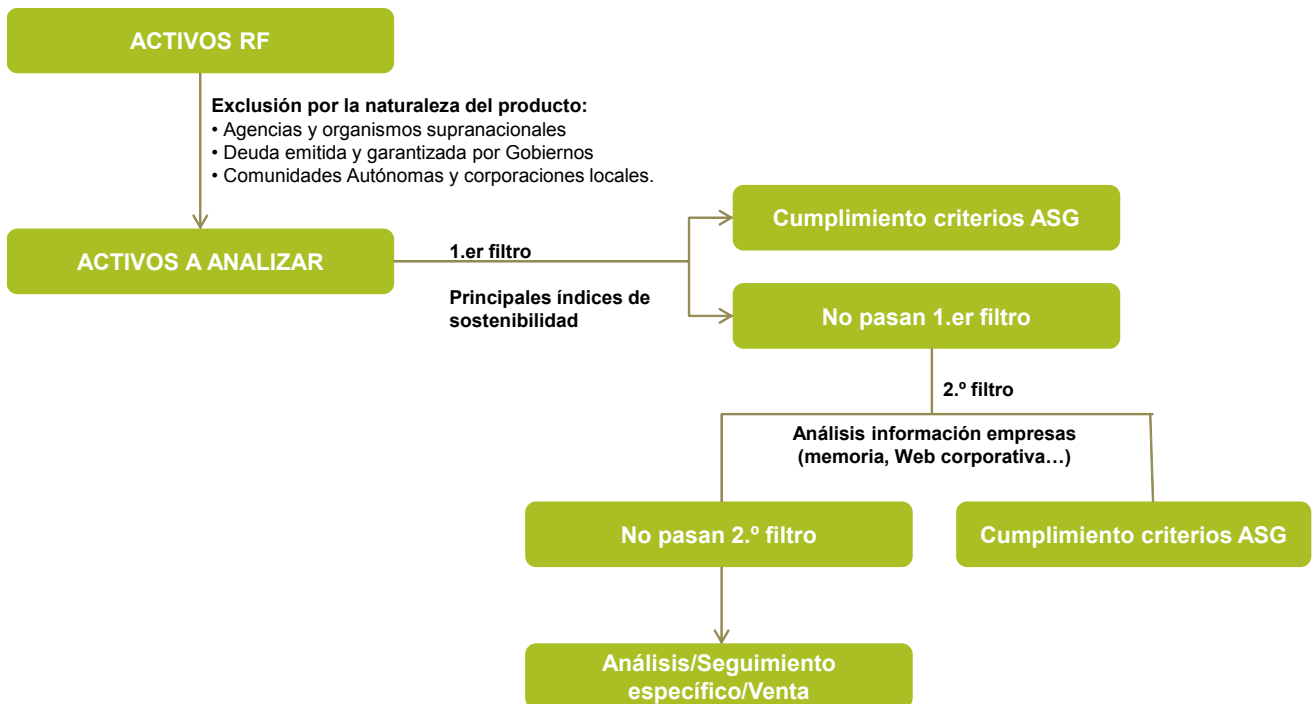 ACTIVOS RF
Exclusión por la naturaleza del producto:
• Agencias y organismos supranacionales
• Deuda emitida y garantizada por Gobiernos
• Comunidades Autónomas y corporaciones locales.
ACTIVOS A ANALIZAR
1.er filtro
Principales índices de
sostenibilidad
Cumplimiento criterios ASG
No pasan 1.er filtro
2.º filtro
Análisis información empresas
(memoria, Web corporativa…)
No pasan 2.º filtro
Cumplimiento criterios ASG
Análisis/Seguimiento
específico/Venta